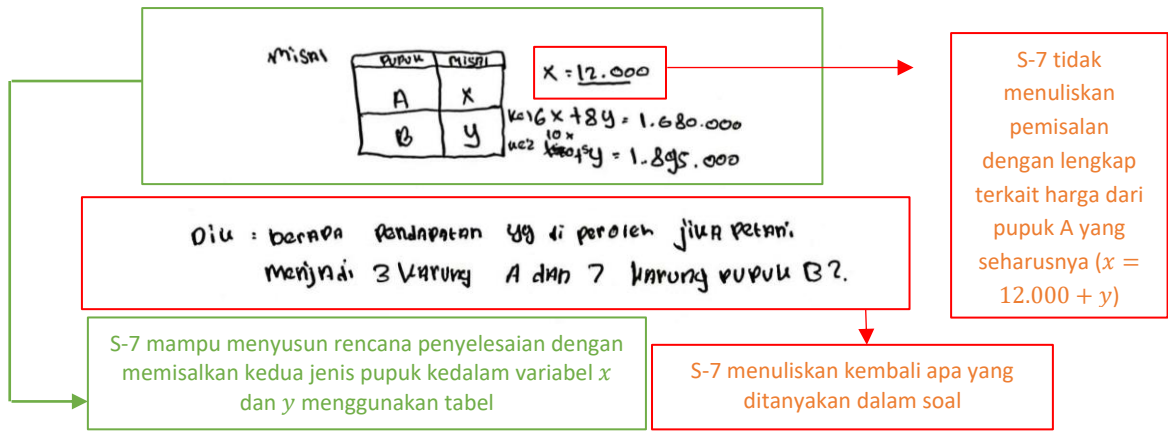 misal
PUPUK misal
A X
B y
X = 12.000
ke1 6x + 8y = 1.680.000
ke2 10x + 5y = 1.895.000
S-7 tidak
menuliskan
pemisalan
dengan lengkap
terkait harga dari
pupuk A yang
seharusnya (x =
12.000 + y)
Dik : berapa pendapatan yg di peroleh jika petani.
menjadi 3 karung A dan 7 karung pupuk B?.
S-7 mampu menyusun rencana penyelesaian dengan
memisalkan kedua jenis pupuk kedalam variabel x
dan y menggunakan tabel
S-7 menuliskan kembali apa yang
ditanyakan dalam soal